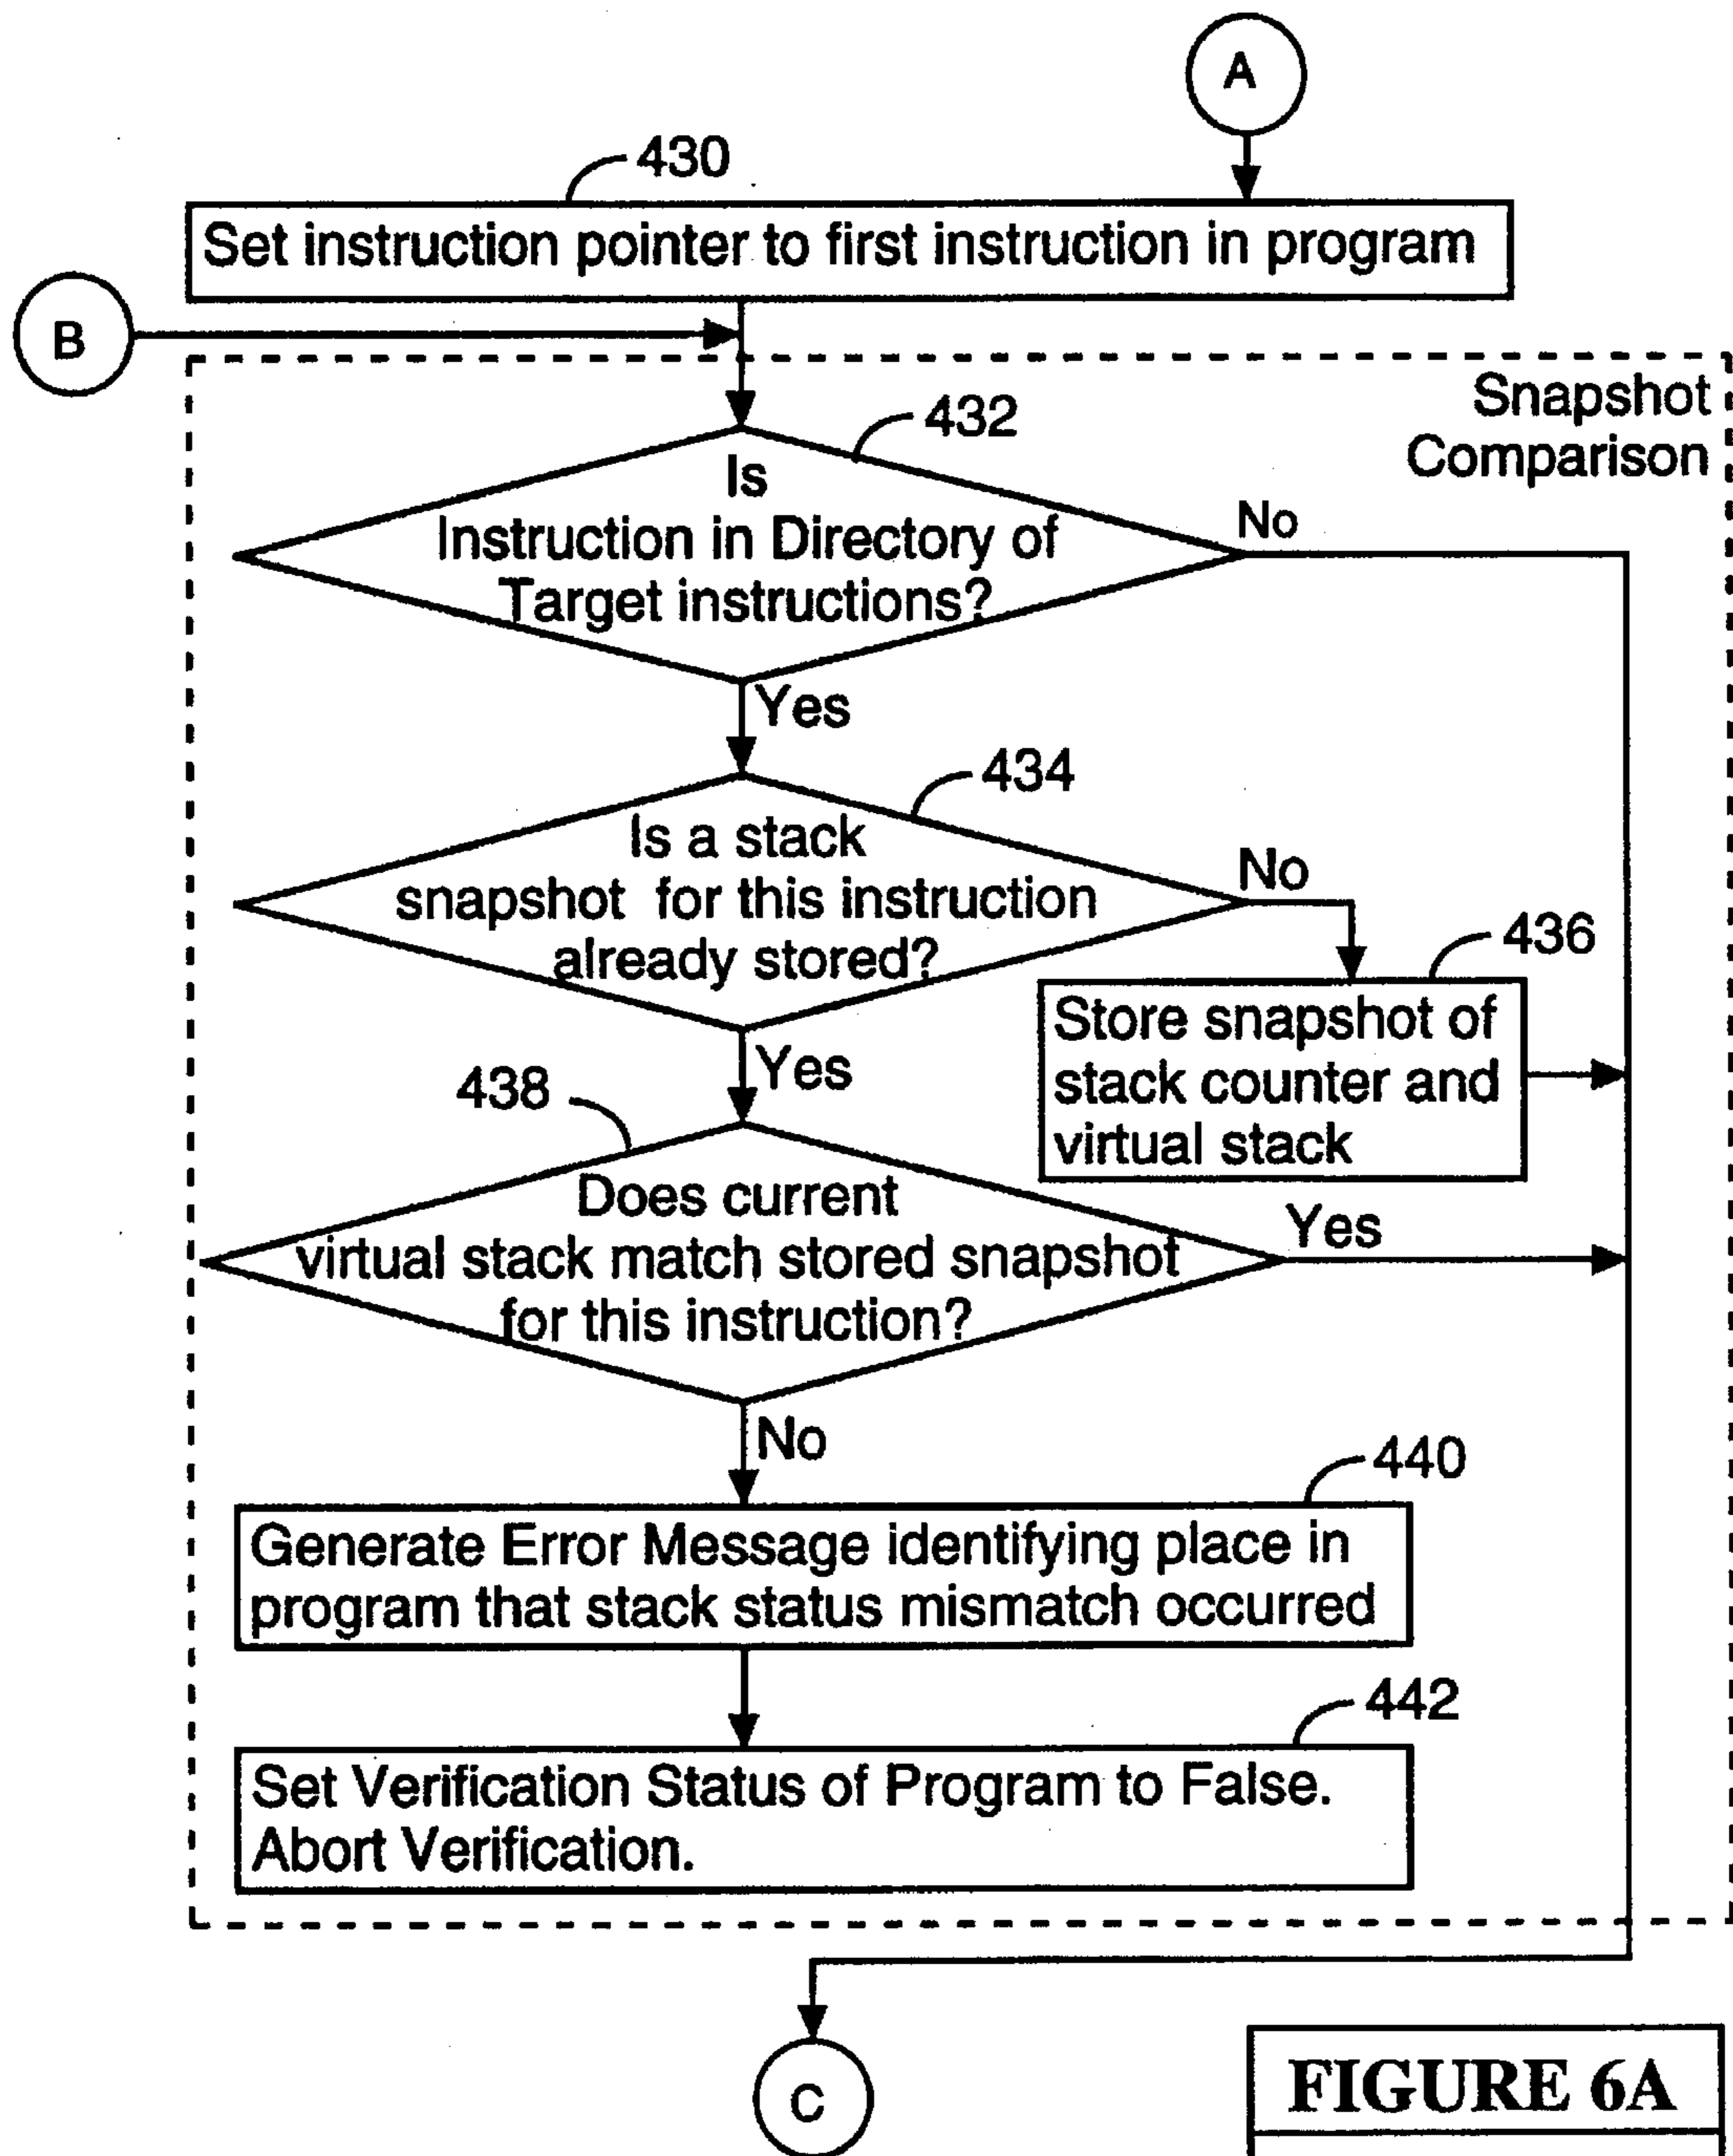 A
430
Set instruction pointer to first instruction in program
B
Snapshot
Comparison
432
Is
Instruction in Directory of
Target instructions?
No
Yes
434
Is a stack
snapshot for this instruction
already stored?
No
436
Store snapshot of
stack counter and
virtual stack
Yes
438
Does current
virtual stack match stored snapshot
for this instruction?
Yes
No
440
Generate Error Message identifying place in
program that stack status mismatch occurred
442
Set Verification Status of Program to False.
Abort Verification.
C
FIGURE 6A